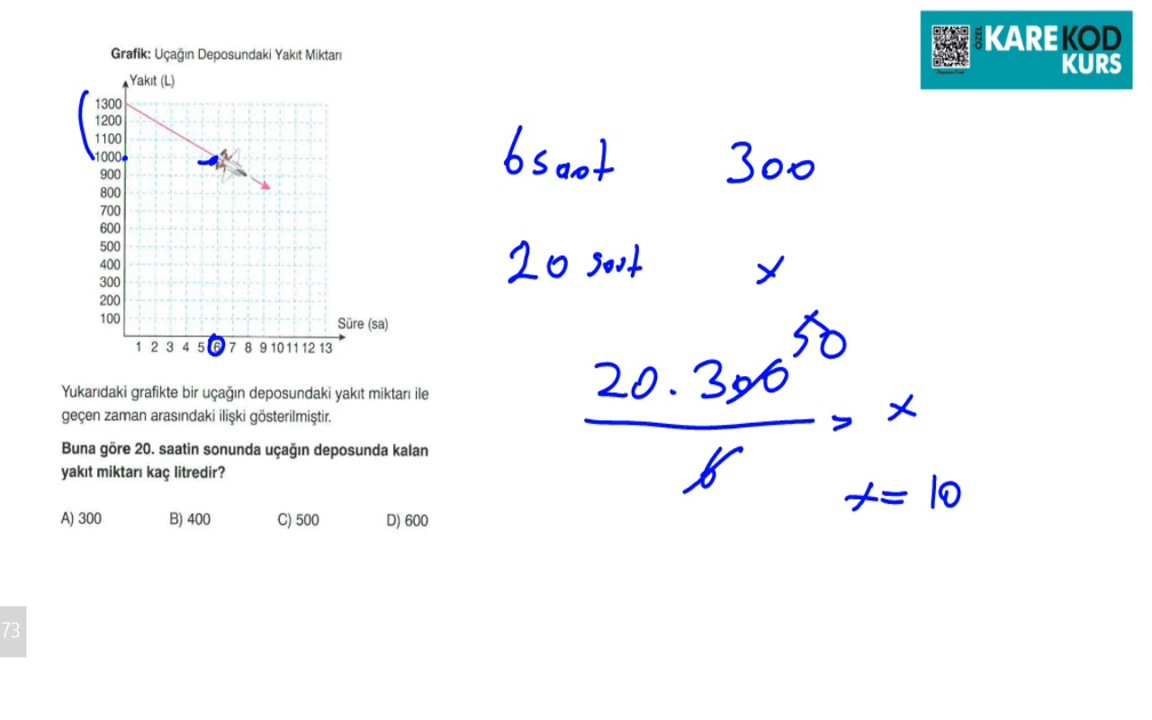 ÖZEL
KAREKOD
KURS
Grafik: Uçağın Deposundaki Yakıt Miktarı
Yakıt (L)
1300
1200
1100
1000
900
800
700
600
500
400
300
200
100
Süre (sa)
1 2 3 4 5 6 7 8 9 10 11 12 13
Yukarıdaki grafikte bir uçağın deposundaki yakıt miktarı ile
geçen zaman arasındaki ilişki gösterilmiştir.
Buna göre 20. saatin sonunda uçağın deposunda kalan
yakıt miktarı kaç litredir?
A) 300 B) 400 C) 500 D) 600
6 saat 300
20 saat x
50
20 . 300
6
= x
x = 10
73